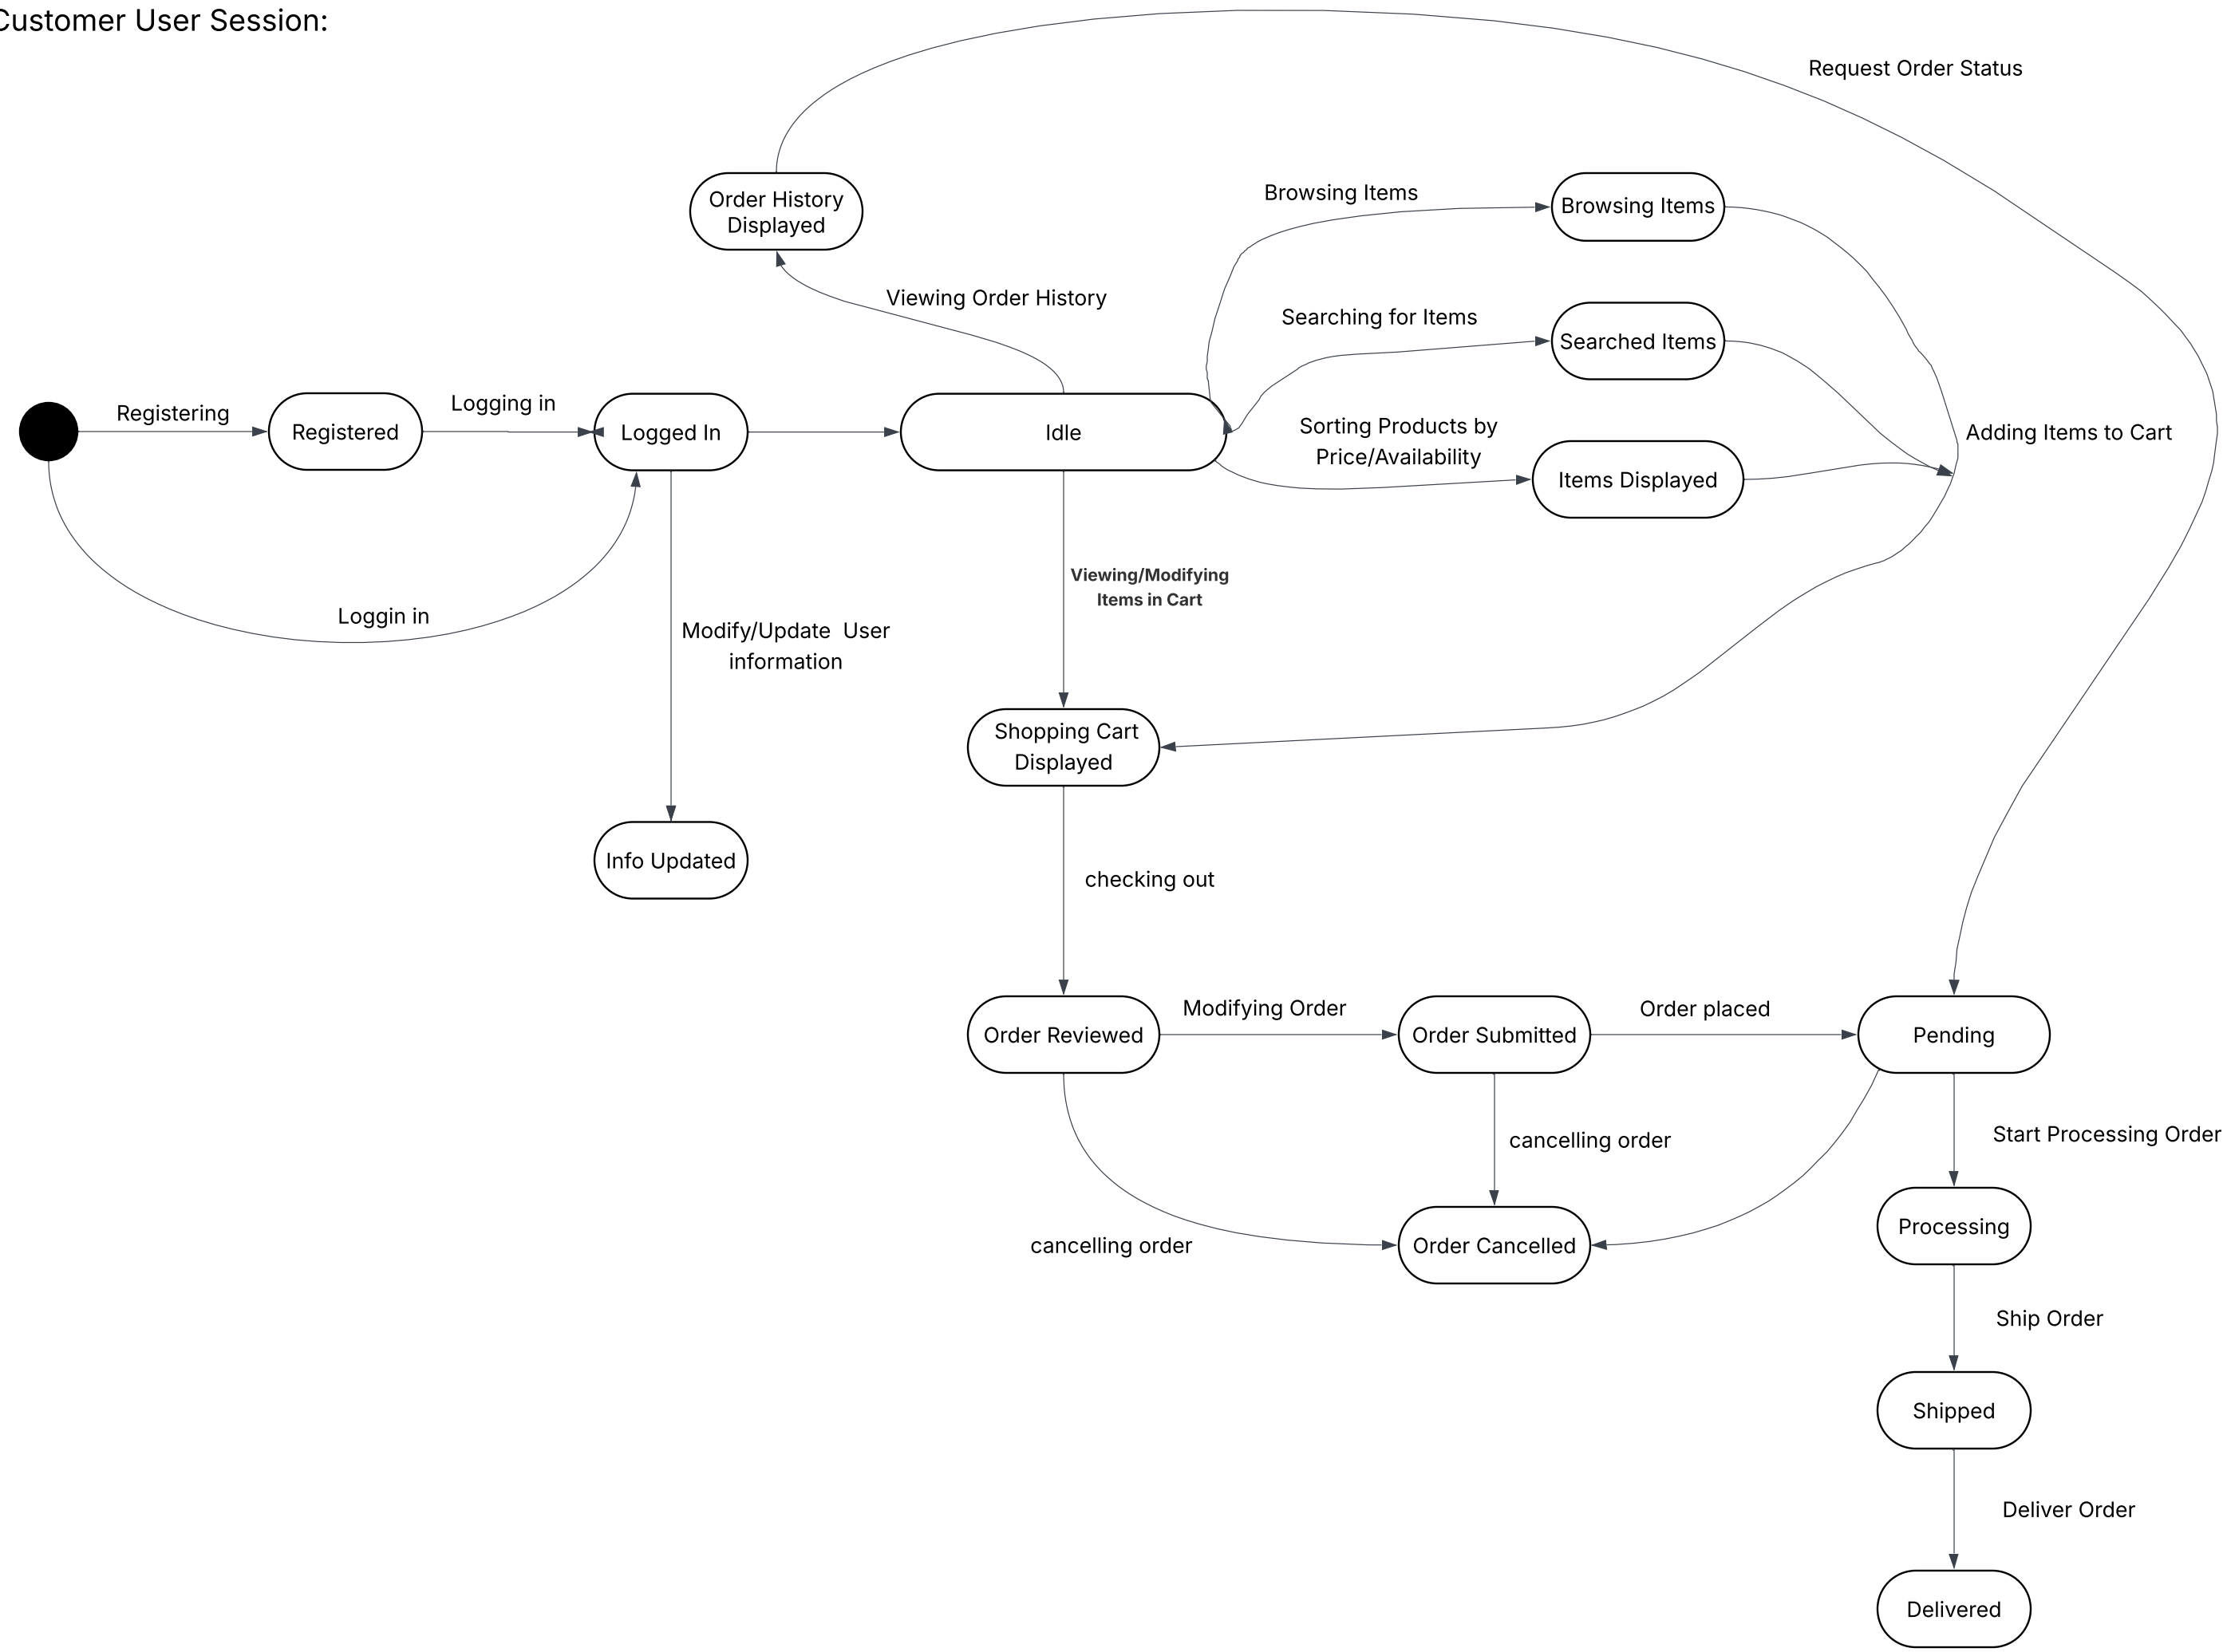 Customer User Session:
Request Order Status
Order History
Displayed
Browsing Items
Browsing Items
Viewing Order History
Searching for Items
Searched Items
Registering
Registered
Logging in
Logged In
Idle
Sorting Products by
Price/Availability
Items Displayed
Adding Items to Cart
Loggin in
Modify/Update  User
information
Viewing/Modifying
Items in Cart
Shopping Cart
Displayed
Info Updated
checking out
Order Reviewed
Modifying Order
Order Submitted
Order placed
Pending
cancelling order
Start Processing Order
cancelling order
Order Cancelled
Processing
Ship Order
Shipped
Deliver Order
Delivered